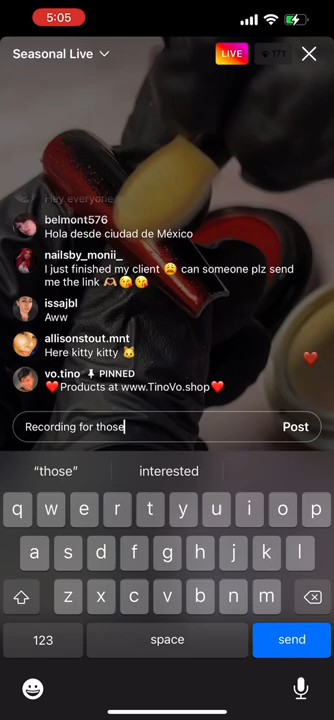 5:05
Seasonal Live
LIVE
171
Hey everyone
belmont576
Hola desde ciudad de México
nailsby_monii_
I just finished my client 😩 can someone plz send
me the link 🫶🏽😘😘
issajbl
Aww
allisonstout.mnt
Here kitty kitty 🐱
vo.tino 📌 PINNED
❤️Products at www.TinoVo.shop❤️
Recording for those
Post
“those”
interested
q w e r t y u i o p
a s d f g h j k l
z x c v b n m
123
space
send